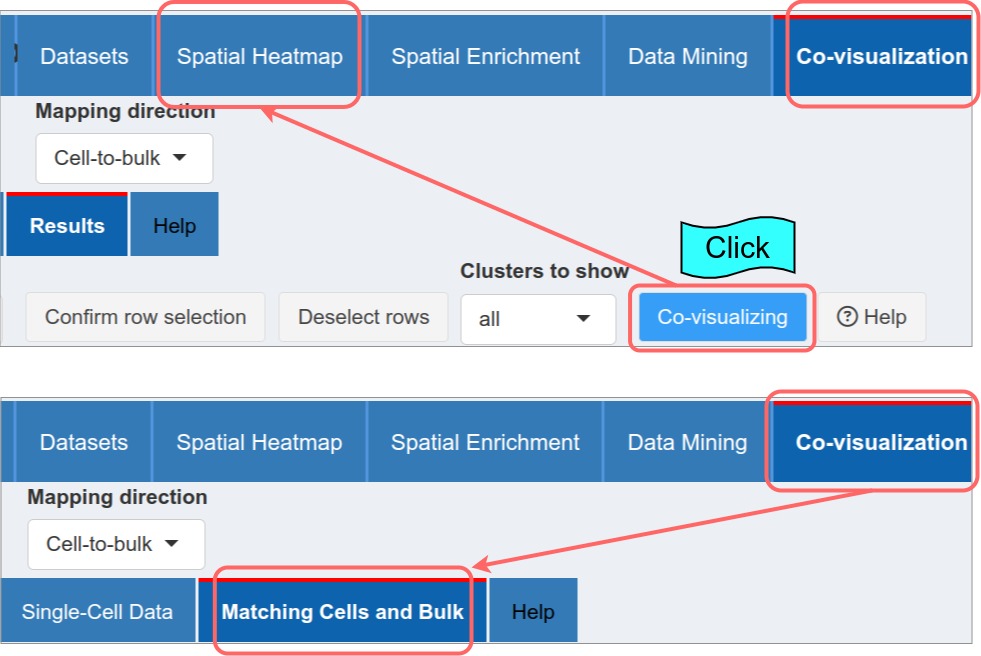 Datasets Spatial Heatmap Spatial Enrichment Data Mining Co-visualization
Mapping direction
Cell-to-bulk
Results Help
Click
Clusters to show
Confirm row selection Deselect rows all Co-visualizing Help
Datasets Spatial Heatmap Spatial Enrichment Data Mining Co-visualization
Mapping direction
Cell-to-bulk
Single-Cell Data Matching Cells and Bulk Help